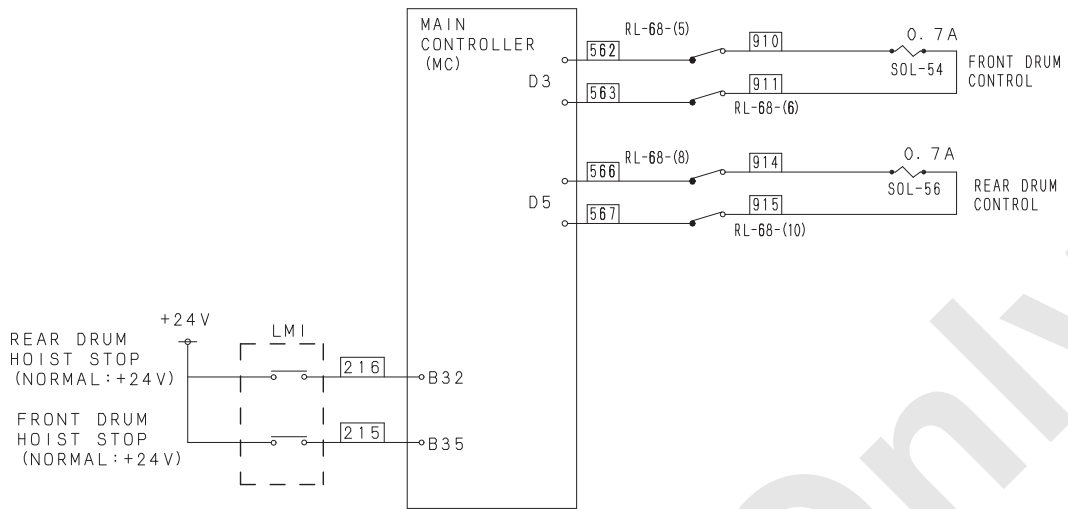 MAIN
CONTROLLER
(MC)
RL-68-(5)
562
910
0.7A
SOL-54
FRONT DRUM
CONTROL
D3
563
911
RL-68-(6)
RL-68-(8)
566
914
0.7A
SOL-56
REAR DRUM
CONTROL
D5
567
915
RL-68-(10)
+24V
LMI
REAR DRUM
HOIST STOP
(NORMAL:+24V)
216
B32
FRONT DRUM
HOIST STOP
(NORMAL:+24V)
215
B35
only